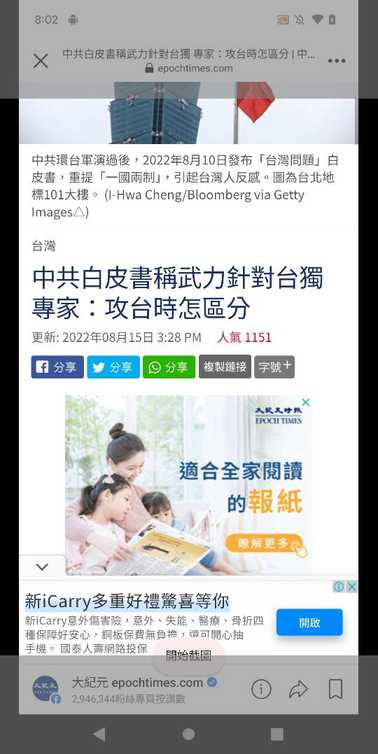 8:02
中共白皮書稱武力針對台獨 專家：攻台時怎區分 | 中...
epochtimes.com
中共環台軍演過後，2022年8月10日發布「台灣問題」白
皮書，重提「一國兩制」，引起台灣人反感。圖為台北地
標101大樓。 (I-Hwa Cheng/Bloomberg via Getty
Images△)
台灣
中共白皮書稱武力針對台獨
專家：攻台時怎區分
更新: 2022年08月15日 3:28 PM 人氣 1151
分享 分享 分享 複製鏈接 字號+
大紀元時報
EPOCH TIMES
適合全家閱讀
的報紙
瞭解更多
新iCarry多重好禮驚喜等你
新iCarry意外傷害險，意外、失能、醫療、骨折四
種保障好安心，銅板保費無負擔，還可開心抽
手機。 國泰人壽網路投保
開啟
開始截圖
大紀元 epochtimes.com
2,946,344粉絲專頁按讚數